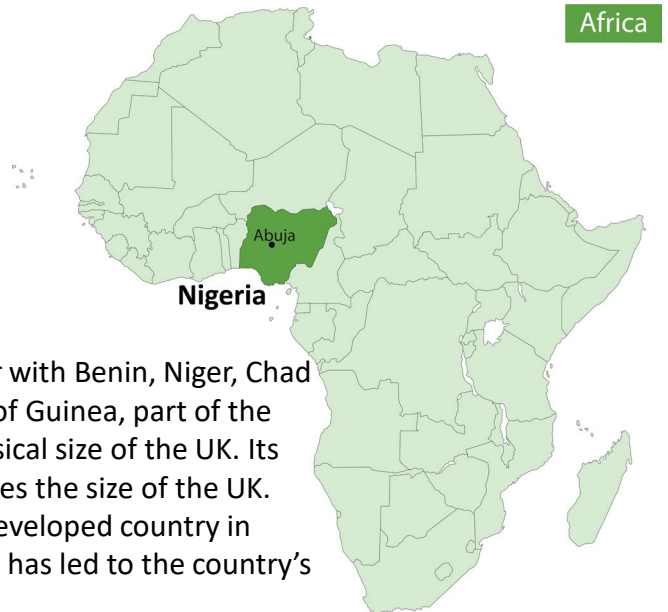 Africa
Abuja
Nigeria
with Benin, Niger, Chad
of Guinea, part of the
sical size of the UK. Its
es the size of the UK.
eveloped country in
has led to the country’s